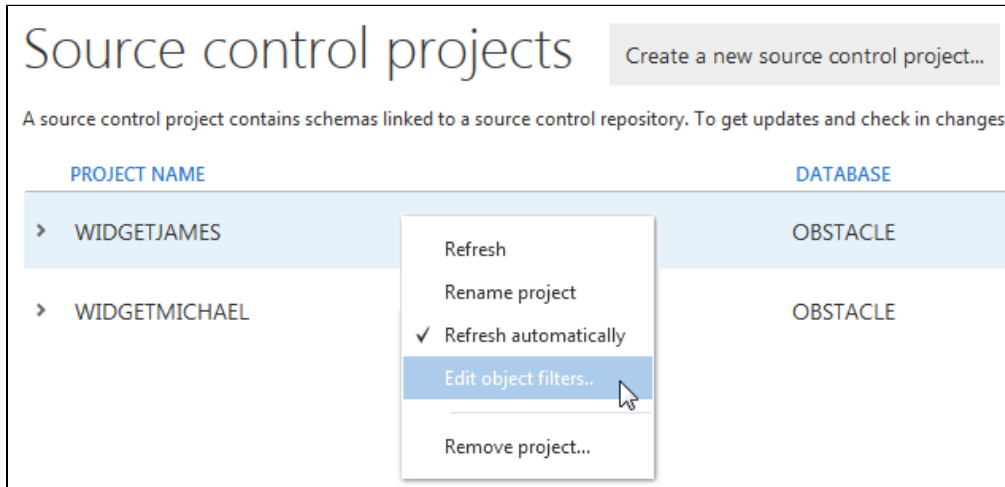 Source control projects
Create a new source control project...
A source control project contains schemas linked to a source control repository. To get updates and check in changes
PROJECT NAME
DATABASE
WIDGETJAMES
OBSTACLE
WIDGETMICHAEL
OBSTACLE
Refresh
Rename project
Refresh automatically
Edit object filters..
Remove project...